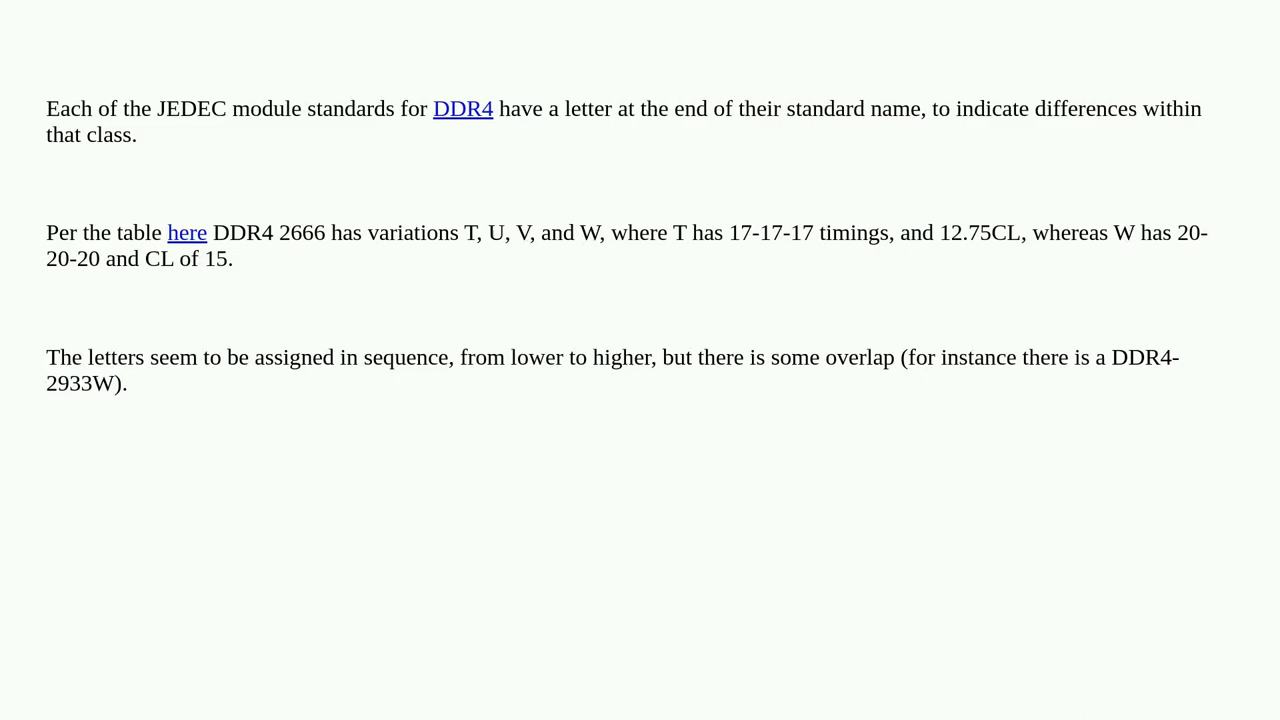 Each of the JEDEC module standards for DDR4 have a letter at the end of their standard name, to indicate differences within
that class.
Per the table here DDR4 2666 has variations T, U, V, and W, where T has 17-17-17 timings, and 12.75CL, whereas W has 20-
20-20 and CL of 15.
The letters seem to be assigned in sequence, from lower to higher, but there is some overlap (for instance there is a DDR4-
2933W).